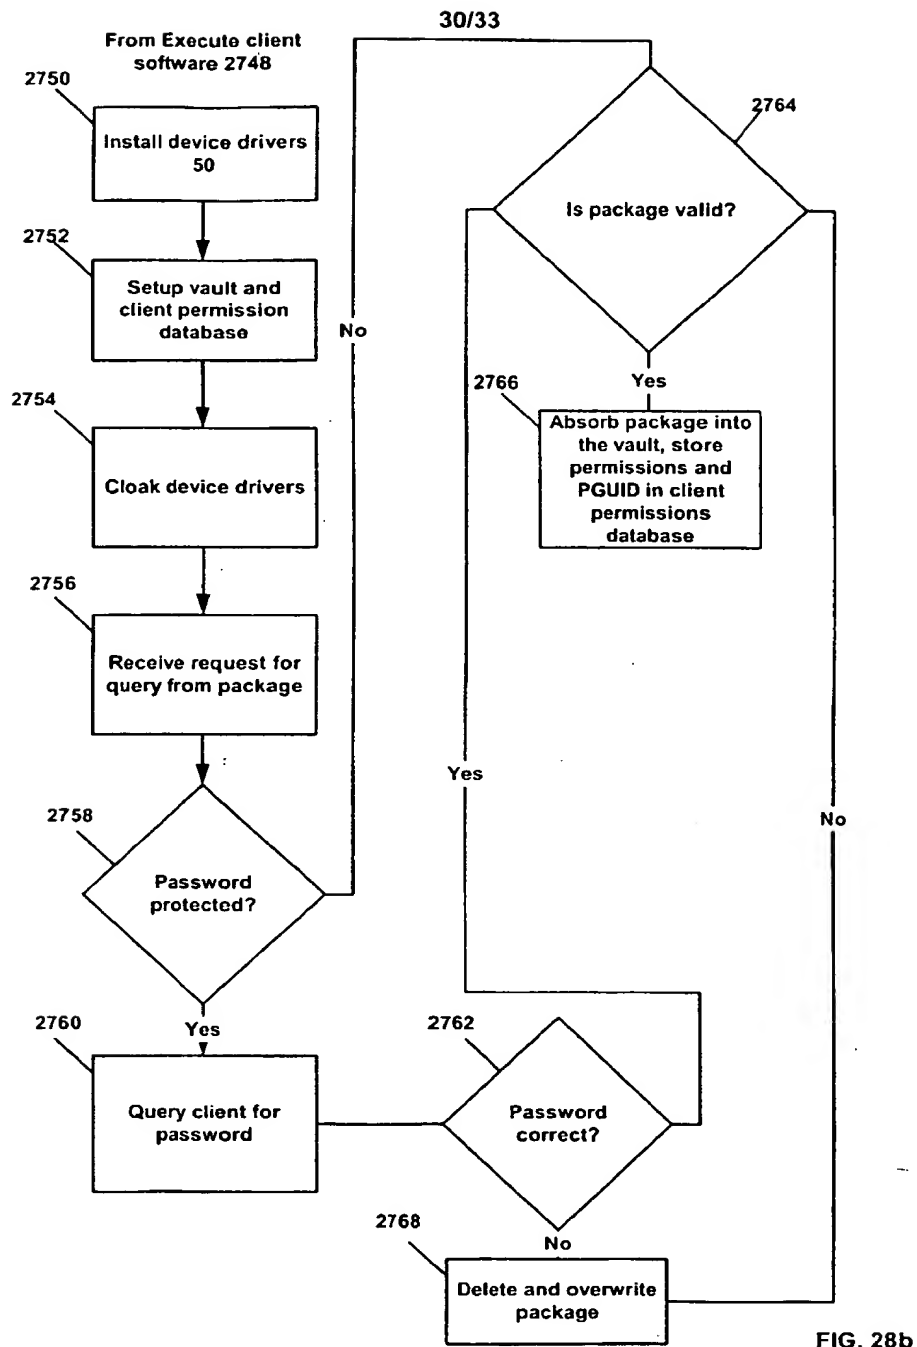 30/33
From Execute client
software 2748
2750
Install device drivers
50
2752
Setup vault and
client permission
database
2754
Cloak device drivers
2756
Receive request for
query from package
2758
Password
protected?
No
Yes
2760
Query client for
password
2762
Password
correct?
Yes
No
2764
Is package valid?
Yes
2766
Absorb package into
the vault, store
permissions and
PGUID in client
permissions
database
No
2768
Delete and overwrite
package
FIG. 28b